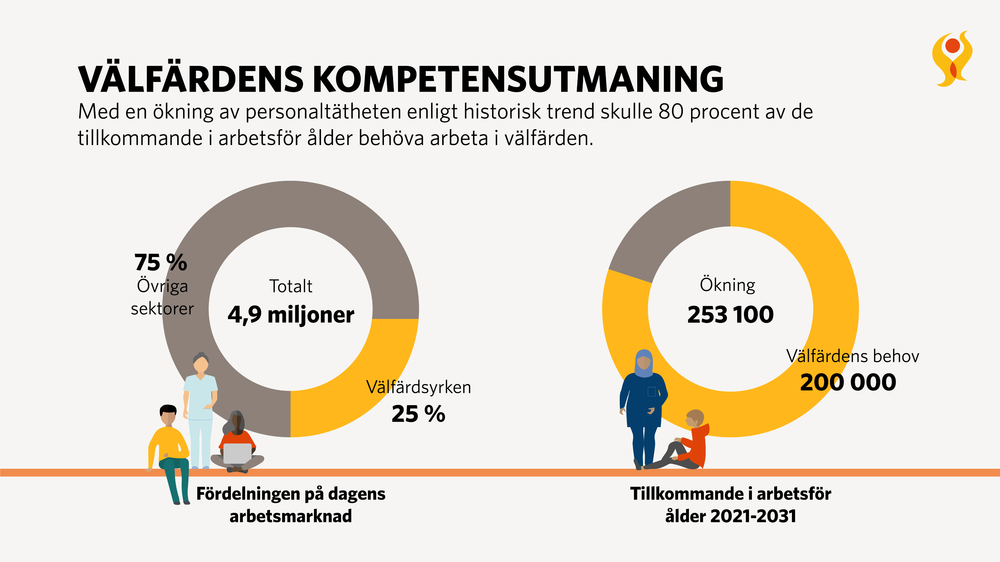 VÄLFÄRDENS KOMPETENSUTMANING
Med en ökning av personaltätheten enligt historisk trend skulle 80 procent av de
tillkommande i arbetsför ålder behöva arbeta i välfärden.
75 %
Övriga
sektorer
Totalt
4,9 miljoner
Välfärdsyrken
25 %
Fördelningen på dagens
arbetsmarknad
Ökning
253 100
Välfärdens behov
200 000
Tillkommande i arbetsför
ålder 2021-2031